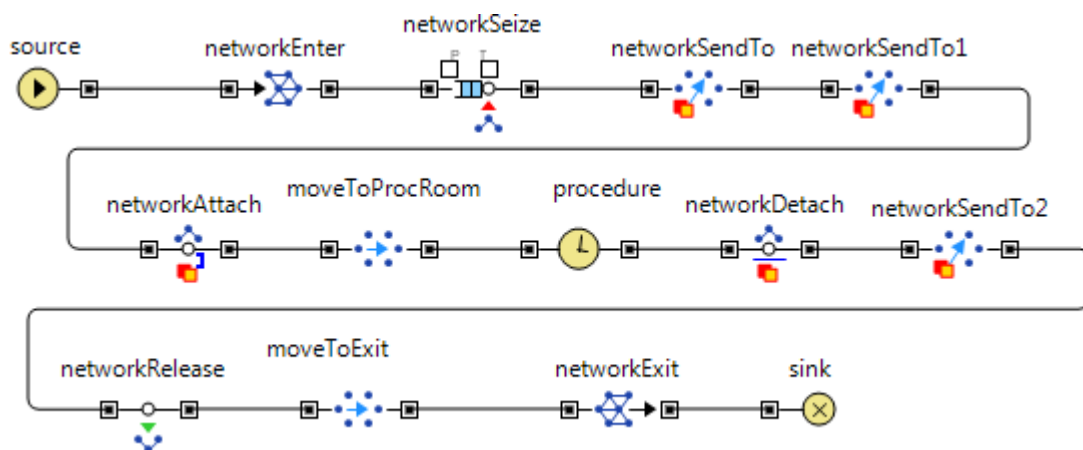 source
networkEnter
networkSeize
P T
networkSendTo
networkSendTo1
networkAttach
moveToProcRoom
procedure
networkDetach
networkSendTo2
networkRelease
moveToExit
networkExit
sink